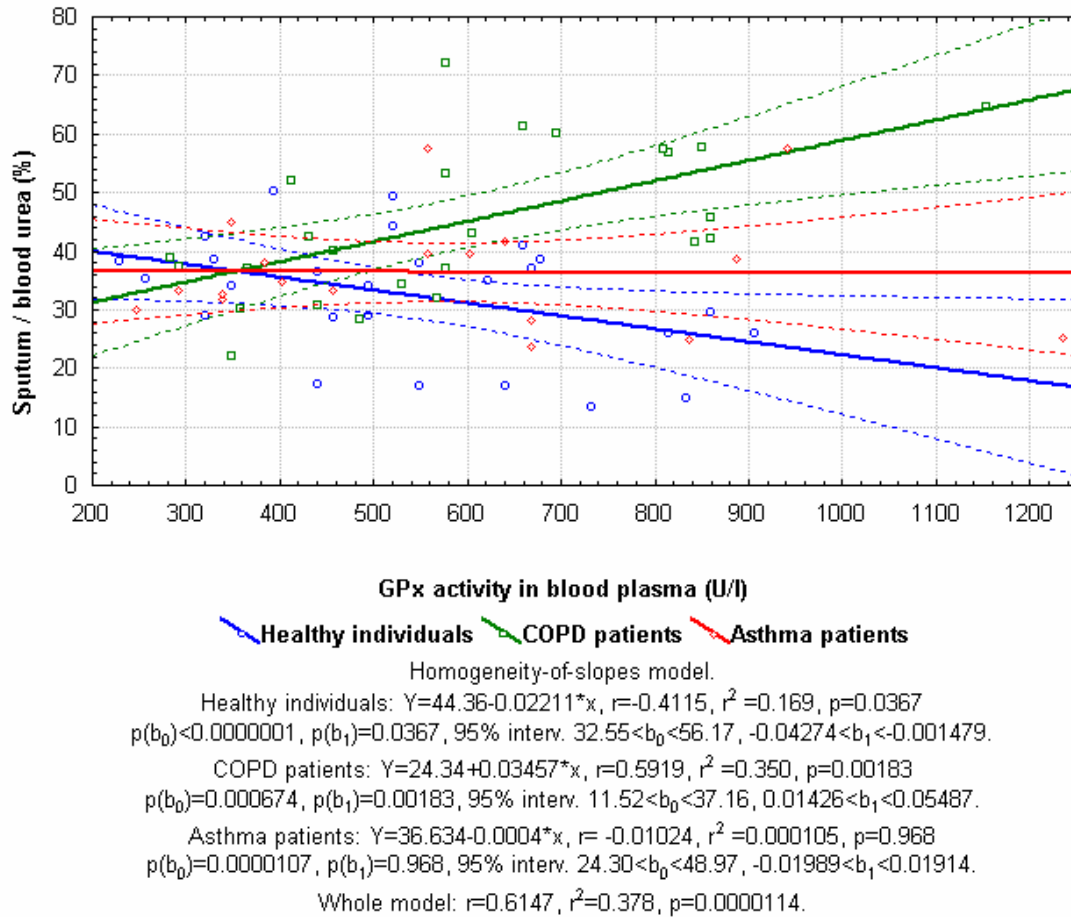 80
70
60
50
40
30
20
10
0
Sputum / blood urea (%)
200 300 400 500 600 700 800 900 1000 1100 1200
GPx activity in blood plasma (U/l)
Healthy individuals COPD patients Asthma patients
Homogeneity-of-slopes model.
Healthy individuals: Y=44.36-0.02211*x, r=-0.4115, r² =0.169, p=0.0367
p(b₀)<0.0000001, p(b₁)=0.0367, 95% interv. 32.55<b₀<56.17, -0.04274<b₁<-0.001479.
COPD patients: Y=24.34+0.03457*x, r=0.5919, r² =0.350, p=0.00183
p(b₀)=0.000674, p(b₁)=0.00183, 95% interv. 11.52<b₀<37.16, 0.01426<b₁<0.05487.
Asthma patients: Y=36.634-0.0004*x, r= -0.01024, r² =0.000105, p=0.968
p(b₀)=0.0000107, p(b₁)=0.968, 95% interv. 24.30<b₀<48.97, -0.01989<b₁<0.01914.
Whole model: r=0.6147, r²=0.378, p=0.0000114.